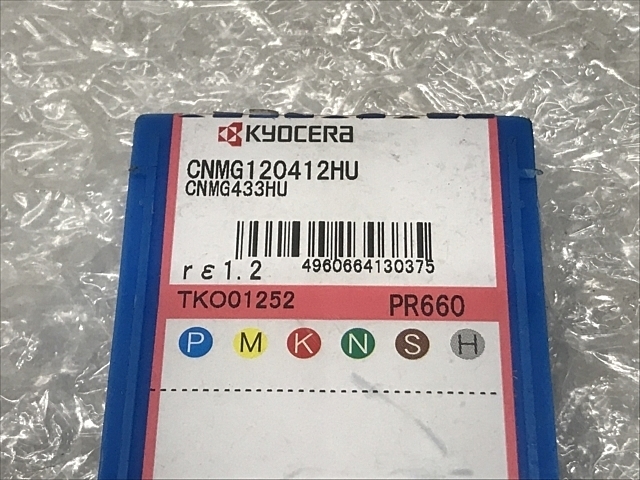 KYOCERA
CNMG120412HU
CNMG433HU
rε1.2
4960664130375
TKO01252 PR660
P M K N S H